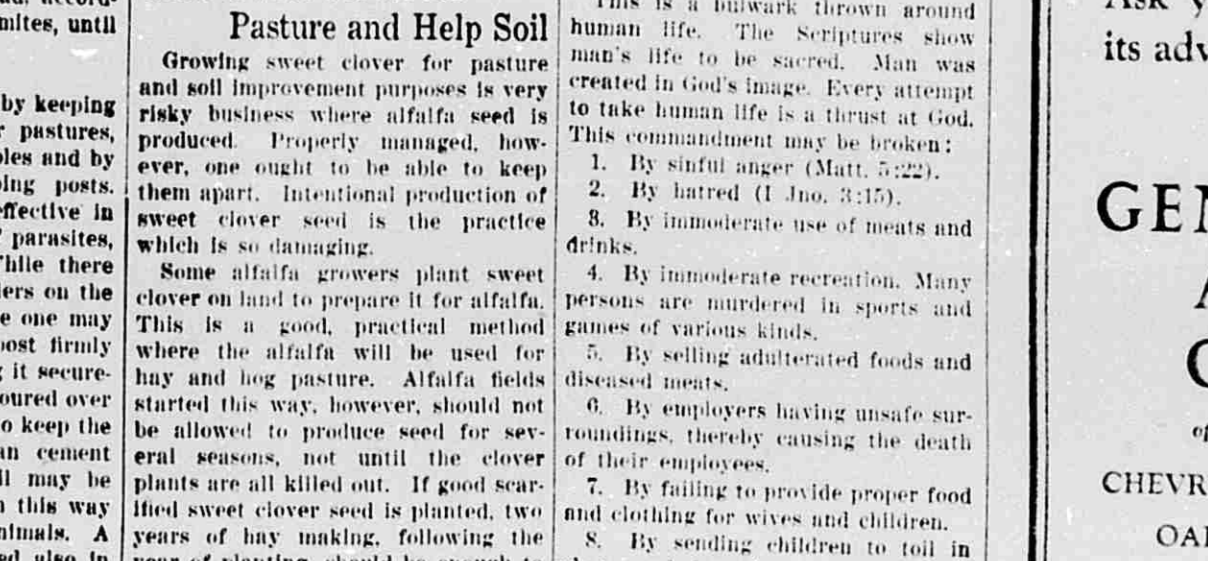 mites, until
by keeping
pastures,
and by
posts.
effective in
parasites,
there
on the
one may
firmly
it secure-
over
keep the
cement
may be
this way
A
also in
Pasture and Help Soil
Growing sweet clover for pasture
and soil improvement purposes is very
risky business where alfalfa seed is
produced. Properly managed, how-
ever, one ought to be able to keep
them apart. Intentional production of
sweet clover seed is the practice
which is so damaging.
Some alfalfa growers plant sweet
clover on land to prepare it for alfalfa.
This is a good, practical method
where the alfalfa will be used for
hay and hog pasture. Alfalfa fields
started this way, however, should not
be allowed to produce seed for sev-
eral seasons, not until the clover
plants are all killed out. If good scar-
ified sweet clover seed is planted, two
years of hay making, following the
year of planting, should be enough to
This is a bulwark thrown around
human life. The Scriptures show
man's life to be sacred. Man was
created in God's image. Every attempt
to take human life is a thrust at God.
This commandment may be broken:
1. By sinful anger (Matt. 5:22).
2. By hatred (I Jno. 3:15).
3. By immoderate use of meats and
drinks.
4. By immoderate recreation. Many
persons are murdered in sports and
games of various kinds.
5. By selling adulterated foods and
diseased meats.
6. By employers having unsafe sur-
roundings, thereby causing the death
of their employees.
7. By failing to provide proper food
and clothing for wives and children.
8. By sending children to toil in
Ask
its